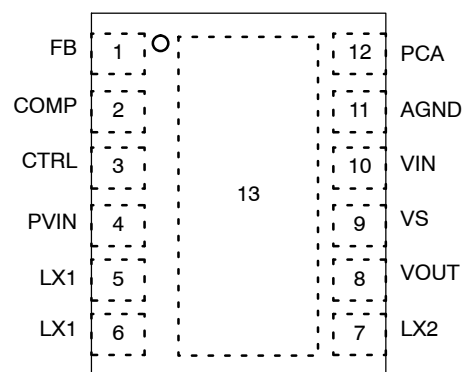 FB 1 12 PCA
COMP 2 11 AGND
CTRL 3 10 VIN
13
PVIN 4 9 VS
LX1 5 8 VOUT
LX1 6 7 LX2